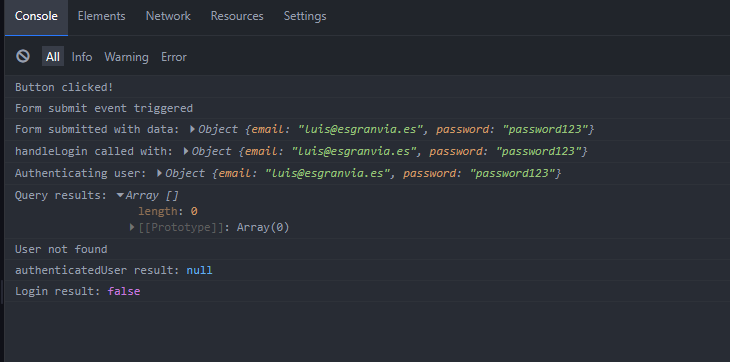 Console Elements Network Resources Settings
All Info Warning Error
Button clicked!
Form submit event triggered
Form submitted with data: ▶Object {email: "luis@esgranvia.es", password: "password123"}
handleLogin called with: ▶Object {email: "luis@esgranvia.es", password: "password123"}
Authenticating user: ▶Object {email: "luis@esgranvia.es", password: "password123"}
Query results: ▼Array []
length: 0
▶[[Prototype]]: Array(0)
User not found
authenticatedUser result: null
Login result: false